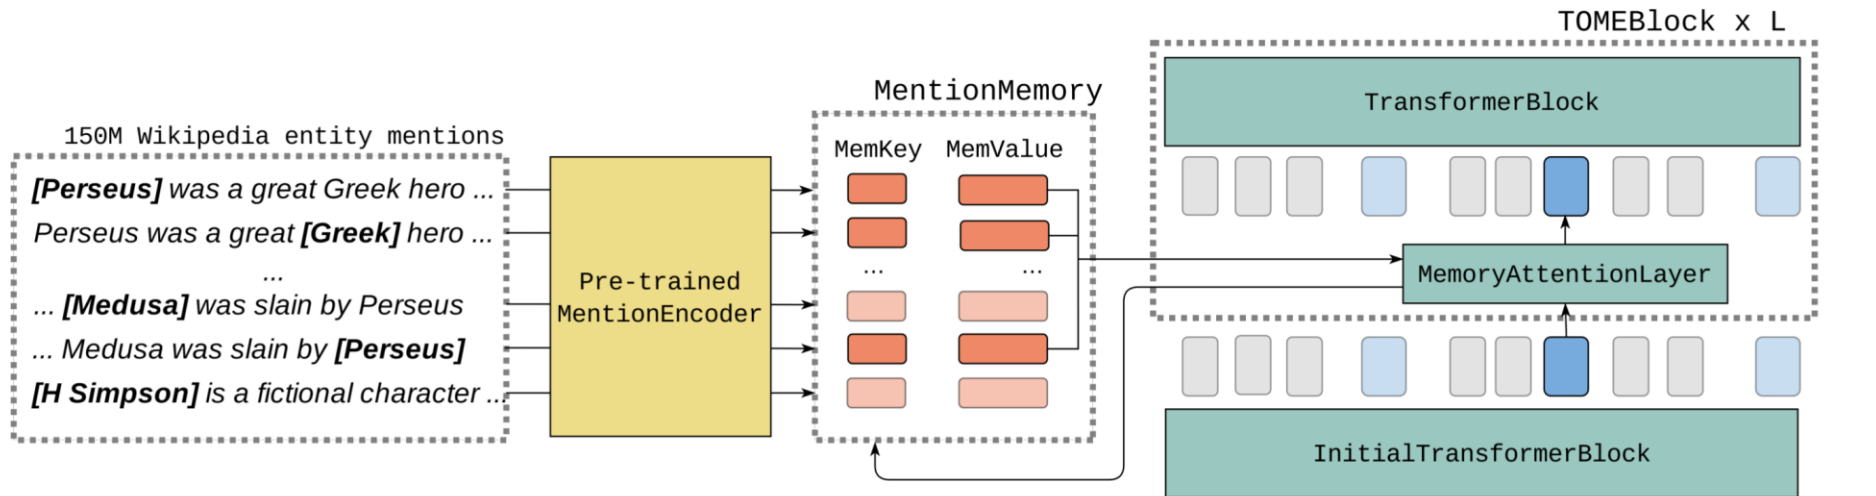 TOMEBlock x L
TransformerBlock
MentionMemory
150M Wikipedia entity mentions
MemKey MemValue
[Perseus] was a great Greek hero ...
Perseus was a great [Greek] hero ...
...
... [Medusa] was slain by Perseus
... Medusa was slain by [Perseus]
[H Simpson] is a fictional character ...
Pre-trained
MentionEncoder
... ...
MemoryAttentionLayer
InitialTransformerBlock